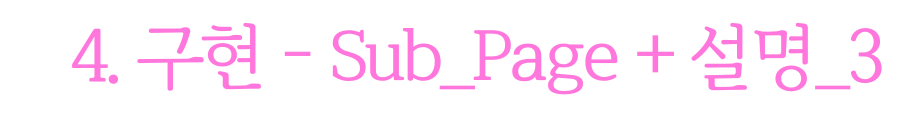 4. 구현 - Sub_Page + 설명_3